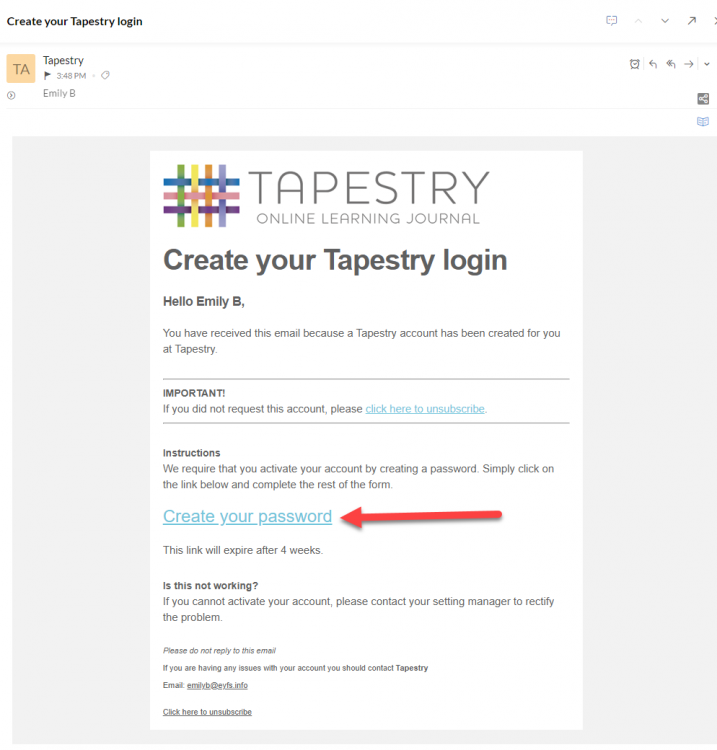 Create your Tapestry login
TA
Tapestry
3:48 PM
Emily B
TAPESTRY
ONLINE LEARNING JOURNAL
Create your Tapestry login
Hello Emily B,
You have received this email because a Tapestry account has been created for you
at Tapestry.
IMPORTANT!
If you did not request this account, please click here to unsubscribe.
Instructions
We require that you activate your account by creating a password. Simply click on
the link below and complete the rest of the form.
Create your password
This link will expire after 4 weeks.
Is this not working?
If you cannot activate your account, please contact your setting manager to rectify
the problem.
Please do not reply to this email
If you are having any issues with your account you should contact Tapestry
Email: emilyb@eyfs.info
Click here to unsubscribe